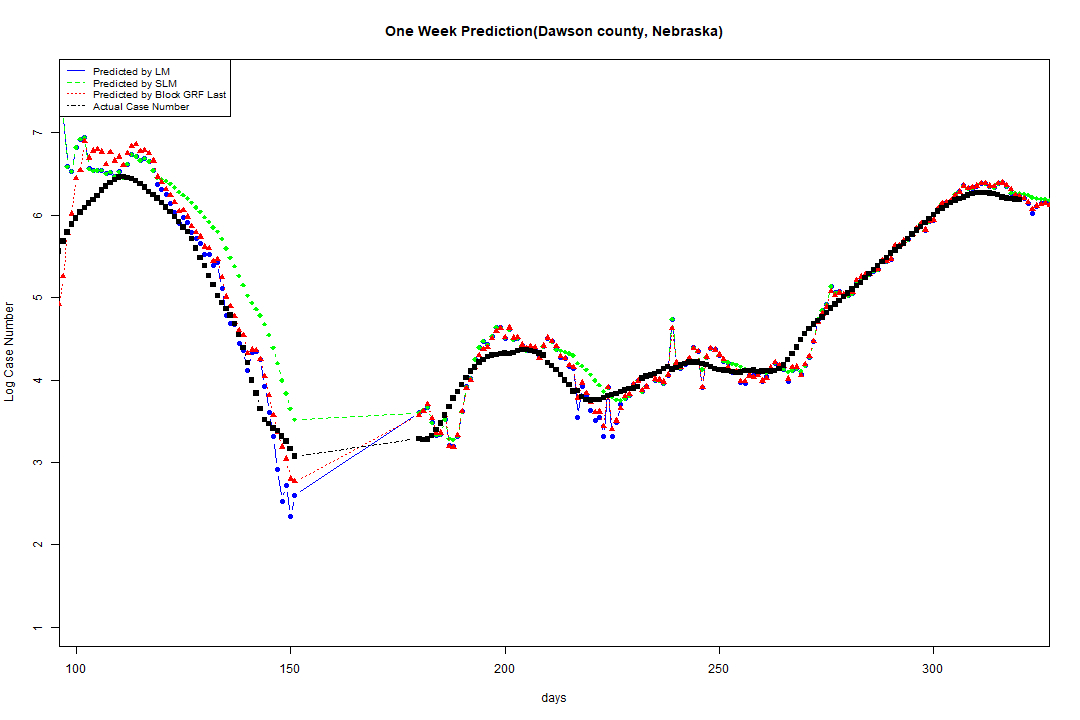 One Week Prediction(Dawson county, Nebraska)
Predicted by LM
Predicted by SLM
Predicted by Block GRF Last
Actual Case Number
7
6
5
4
3
2
1
Log Case Number
100 150 200 250 300
days